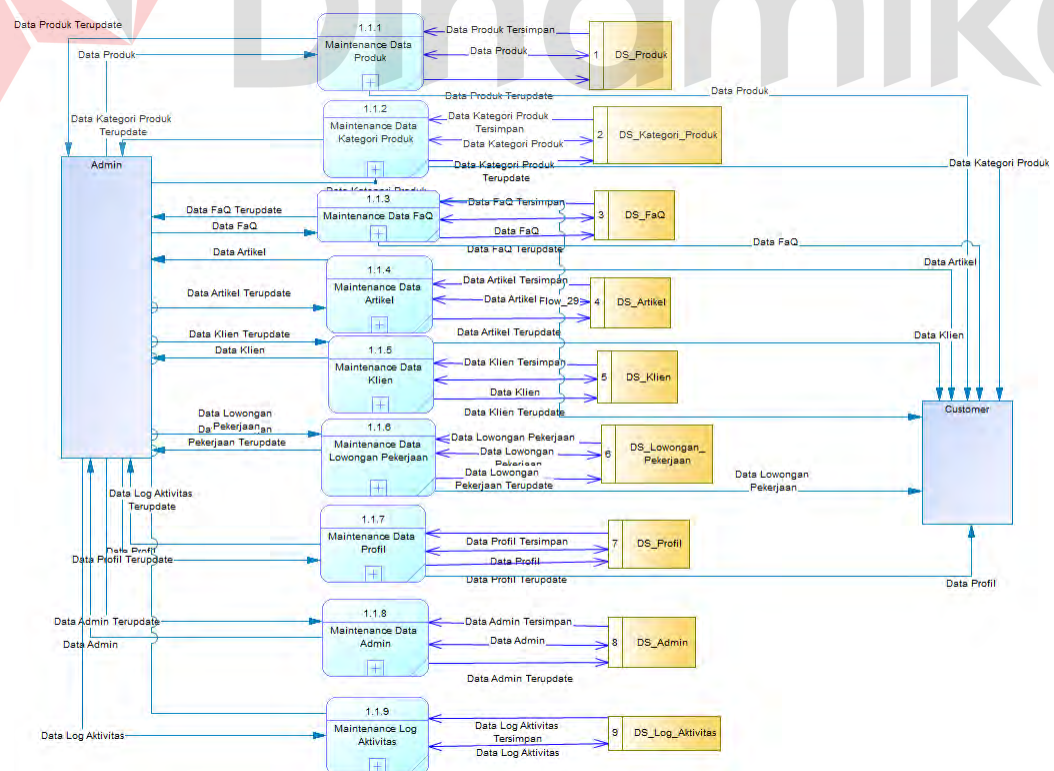 Dinamika
Data Produk Terupdate
Data Produk
1.1.1
Maintenance Data
Produk
Data Produk Tersimpan
Data Produk
Data Produk Terupdate
1
DS_Produk
Data Produk
Data Kategori Produk
Terupdate
1.1.2
Maintenance Data
Kategori Produk
Data Kategori Produk
Tersimpan
Data Kategori Produk
Data Kategori Produk
Terupdate
2
DS_Kategori_Produk
Data Kategori Produk
Admin
Data Kategori Produk
1.1.3
Maintenance Data FaQ
Data FaQ Terupdate
Data FaQ
Data FaQ Tersimpan
Data FaQ
Data FaQ Terupdate
3
DS_FaQ
Data FaQ
Data Artikel
Data Artikel Terupdate
1.1.4
Maintenance Data
Artikel
Data Artikel Tersimpan
Data Artikel
Flow_29
Data Artikel Terupdate
4
DS_Artikel
Data Artikel
Data Klien Terupdate
Data Klien
1.1.5
Maintenance Data
Klien
Data Klien Tersimpan
Data Klien
Data Klien Terupdate
5
DS_Klien
Data Klien
Customer
Data Lowongan
Pekerjaan
Pekerjaan Terupdate
1.1.6
Maintenance Data
Lowongan Pekerjaan
Data Lowongan Pekerjaan
Data Lowongan
Pekerjaan
Data Lowongan
Pekerjaan Terupdate
6
DS_Lowongan_
Pekerjaan
Data Lowongan
Pekerjaan
Data Log Aktivitas
Terupdate
Data Profil
Data Profil Terupdate
1.1.7
Maintenance Data
Profil
Data Profil Tersimpan
Data Profil
Data Profil Terupdate
7
DS_Profil
Data Profil
Data Admin Terupdate
Data Admin
1.1.8
Maintenance Data
Admin
Data Admin Tersimpan
Data Admin
Data Admin Terupdate
8
DS_Admin
Data Log Aktivitas
1.1.9
Maintenance Log
Aktivitas
Data Log Aktivitas
Tersimpan
Data Log Aktivitas
9
DS_Log_Aktivitas